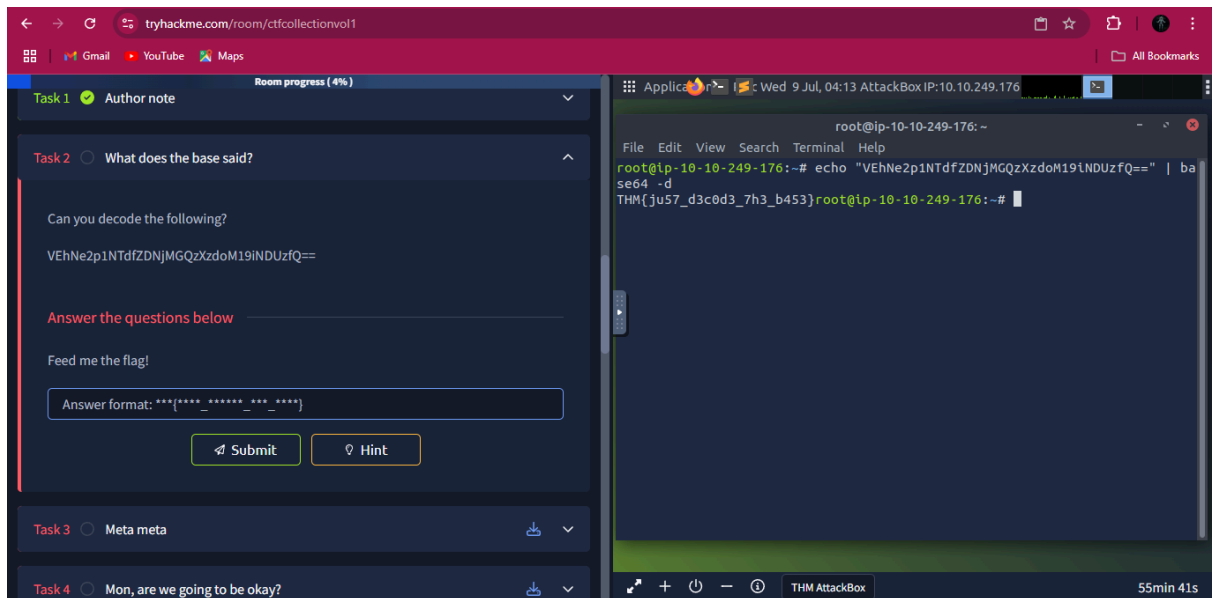 tryhackme.com/room/ctfcollectionvol1
Gmail YouTube Maps All Bookmarks
Room progress ( 4% )
Task 1 Author note
Task 2 What does the base said?
Can you decode the following?
VEhNe2p1NTdfZDNjMGQzXzdoM19iNDUzfQ==
Answer the questions below
Feed me the flag!
Answer format: ***{****_******_***_****}
Submit Hint
Task 3 Meta meta
Task 4 Mon, are we going to be okay?
Wed 9 Jul, 04:13 AttackBox IP:10.10.249.176
root@ip-10-10-249-176: ~
File Edit View Search Terminal Help
root@ip-10-10-249-176:~# echo "VEhNe2p1NTdfZDNjMGQzXzdoM19iNDUzfQ==" | ba
se64 -d
THM{ju57_d3c0d3_7h3_b453}root@ip-10-10-249-176:~#
THM AttackBox 55min 41s